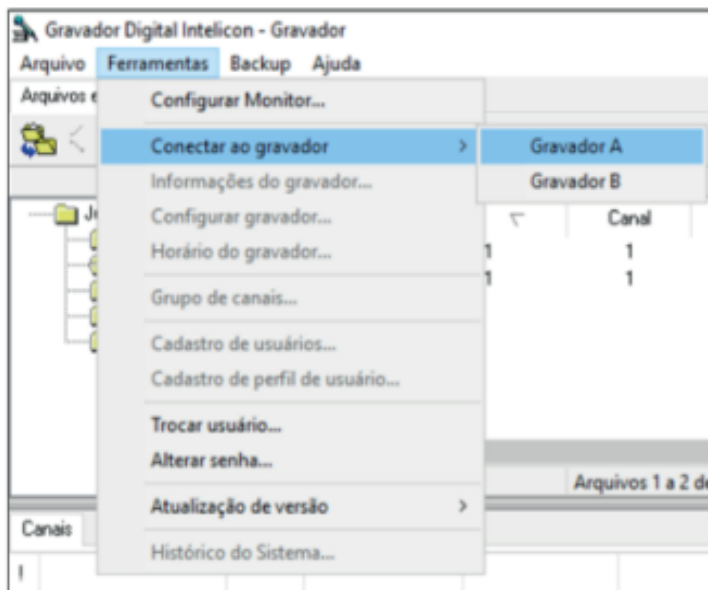 Gravador Digital Intelicon - Gravador
Arquivo Ferramentas Backup Ajuda
Arquivos e
Configurar Monitor...
Conectar ao gravador > Gravador A
Informações do gravador... Gravador B
Configurar gravador... Canal
Horário do gravador... 1 1
1 1
Grupo de canais...
Cadastro de usuários...
Cadastro de perfil de usuário...
Trocar usuário...
Alterar senha...
Arquivos 1 a 2 de
Atualização de versão >
Canais
Histórico do Sistema...
!